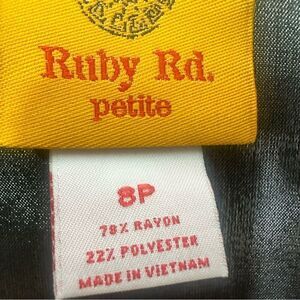 Ruby Rd.
petite
8P
78% RAYON
22% POLYESTER
MADE IN VIETNAM